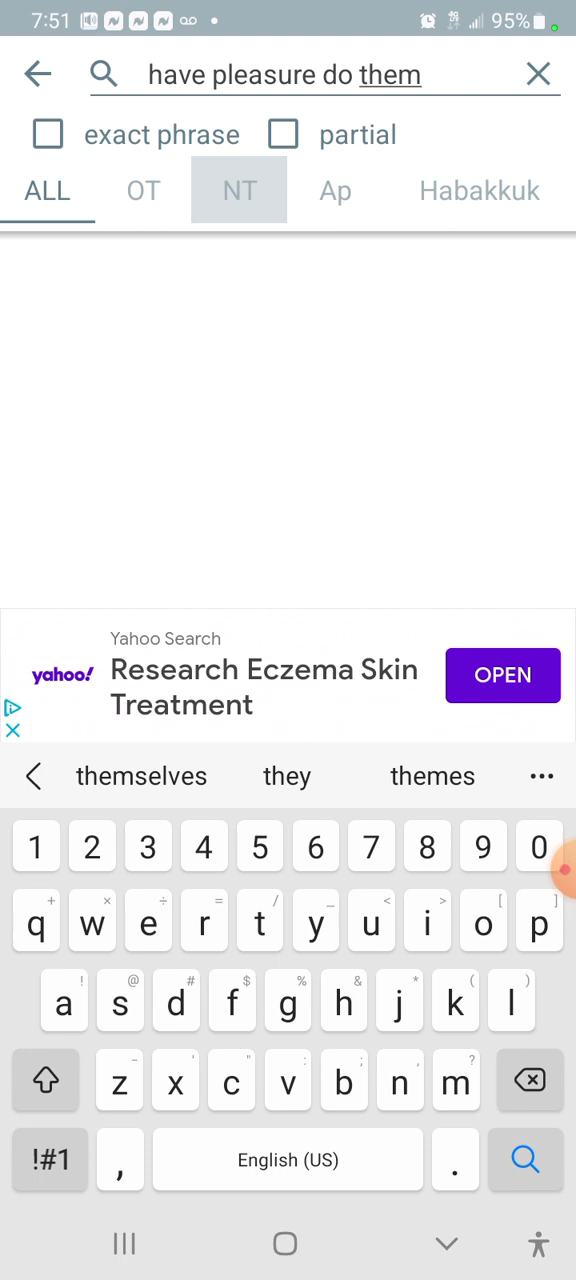 7:51 95%
have pleasure do them
exact phrase partial
ALL OT NT Ap Habakkuk
Yahoo Search
yahoo! Research Eczema Skin Treatment OPEN
themselves they themes •••
1 2 3 4 5 6 7 8 9 0
+ × ÷ = / _ < > [ ]
q w e r t y u i o p
! @ # $ % & * ( )
a s d f g h j k l
- ' " : ; , ?
z x c v b n m
!#1 , English (US) .